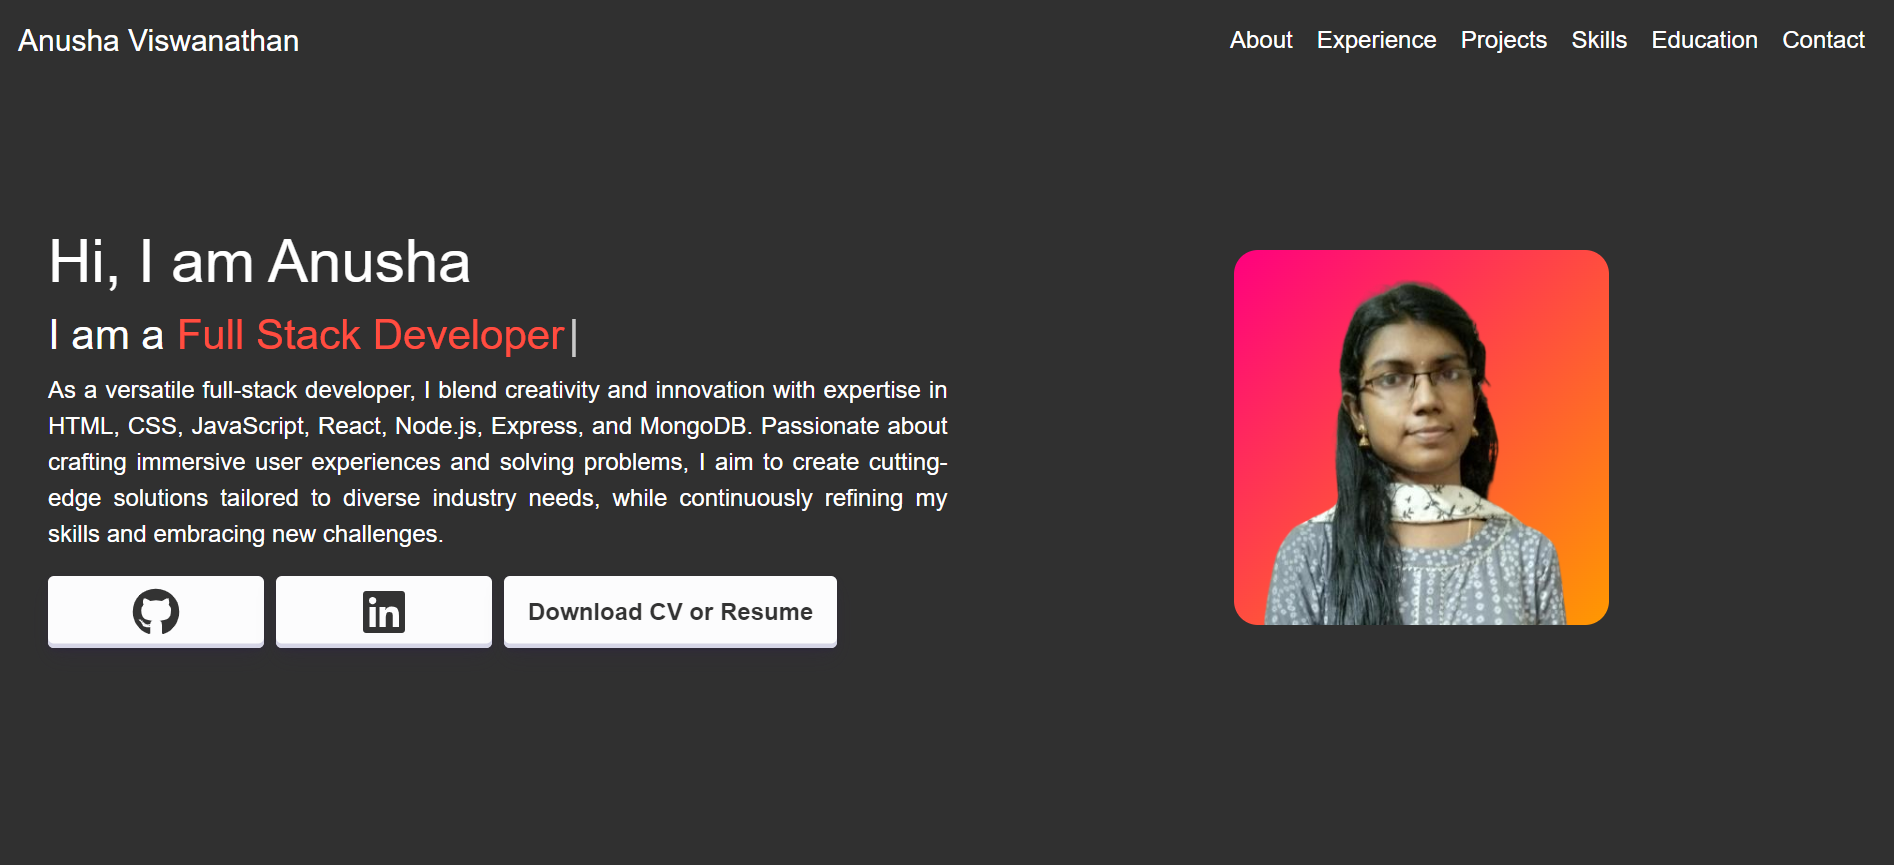 Anusha Viswanathan
About Experience Projects Skills Education Contact
Hi, I am Anusha
I am a Full Stack Developer|
As a versatile full-stack developer, I blend creativity and innovation with expertise in
HTML, CSS, JavaScript, React, Node.js, Express, and MongoDB. Passionate about
crafting immersive user experiences and solving problems, I aim to create cutting-
edge solutions tailored to diverse industry needs, while continuously refining my
skills and embracing new challenges.
in
Download CV or Resume